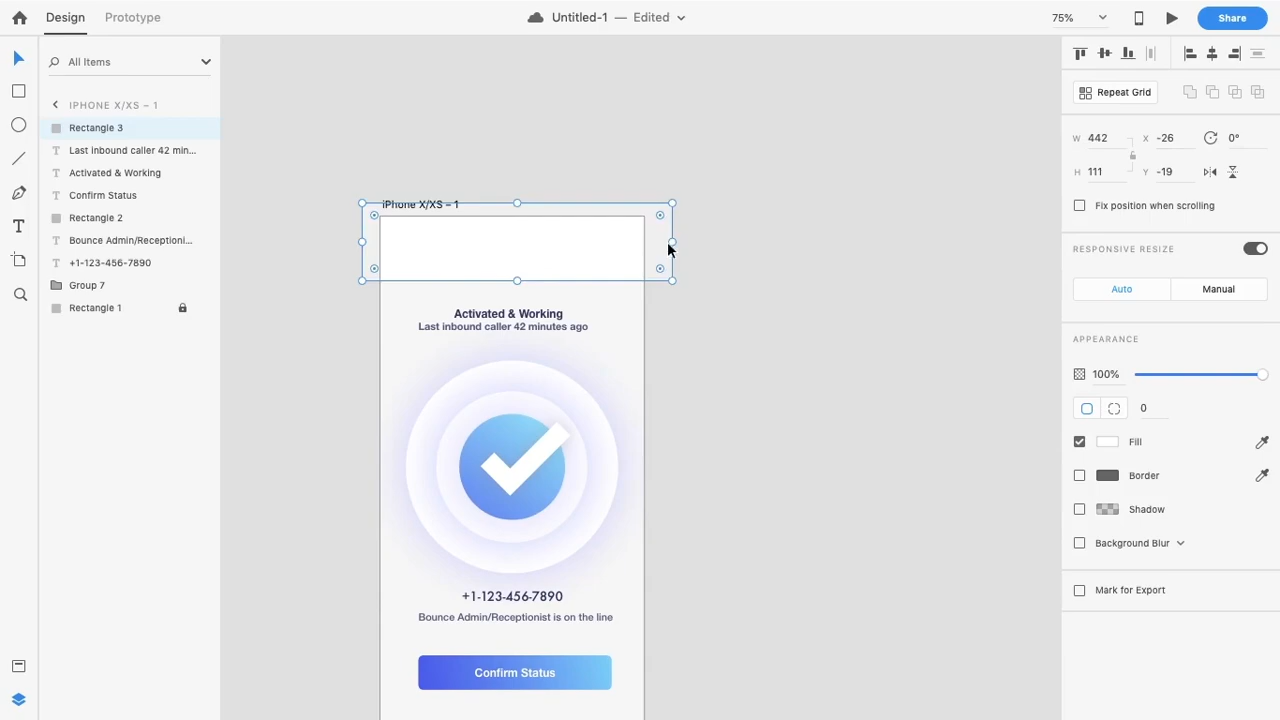 Design
Prototype
Untitled-1 — Edited
75%
Share
All Items
IPHONE X/XS – 1
Rectangle 3
Last inbound caller 42 min...
Activated & Working
Confirm Status
Rectangle 2
Bounce Admin/Receptioni...
+1-123-456-7890
Group 7
Rectangle 1
iPhone X/XS – 1
Activated & Working
Last inbound caller 42 minutes ago
+1-123-456-7890
Bounce Admin/Receptionist is on the line
Confirm Status
Repeat Grid
W 442 X -26 0°
H 111 Y -19
Fix position when scrolling
RESPONSIVE RESIZE
Auto Manual
APPEARANCE
100%
0
Fill
Border
Shadow
Background Blur
Mark for Export